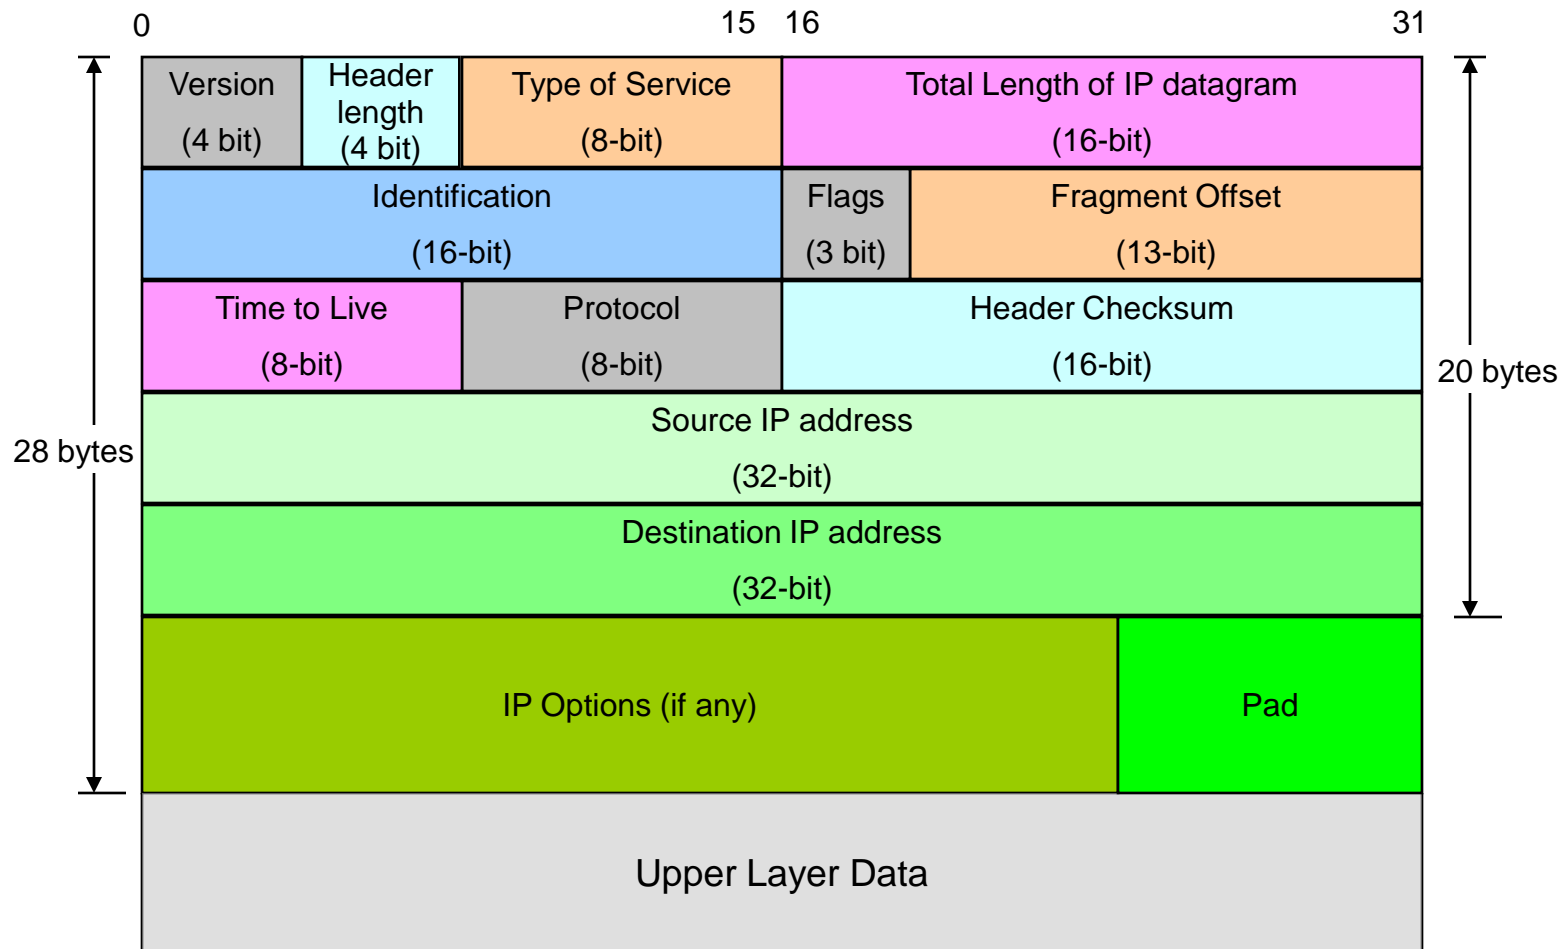 0 15 16 31
Version
(4 bit)
Header
length
(4 bit)
Type of Service
(8-bit)
Total Length of IP datagram
(16-bit)
Identification
(16-bit)
Flags
(3 bit)
Fragment Offset
(13-bit)
Time to Live
(8-bit)
Protocol
(8-bit)
Header Checksum
(16-bit)
20 bytes
Source IP address
(32-bit)
28 bytes
Destination IP address
(32-bit)
IP Options (if any)
Pad
Upper Layer Data